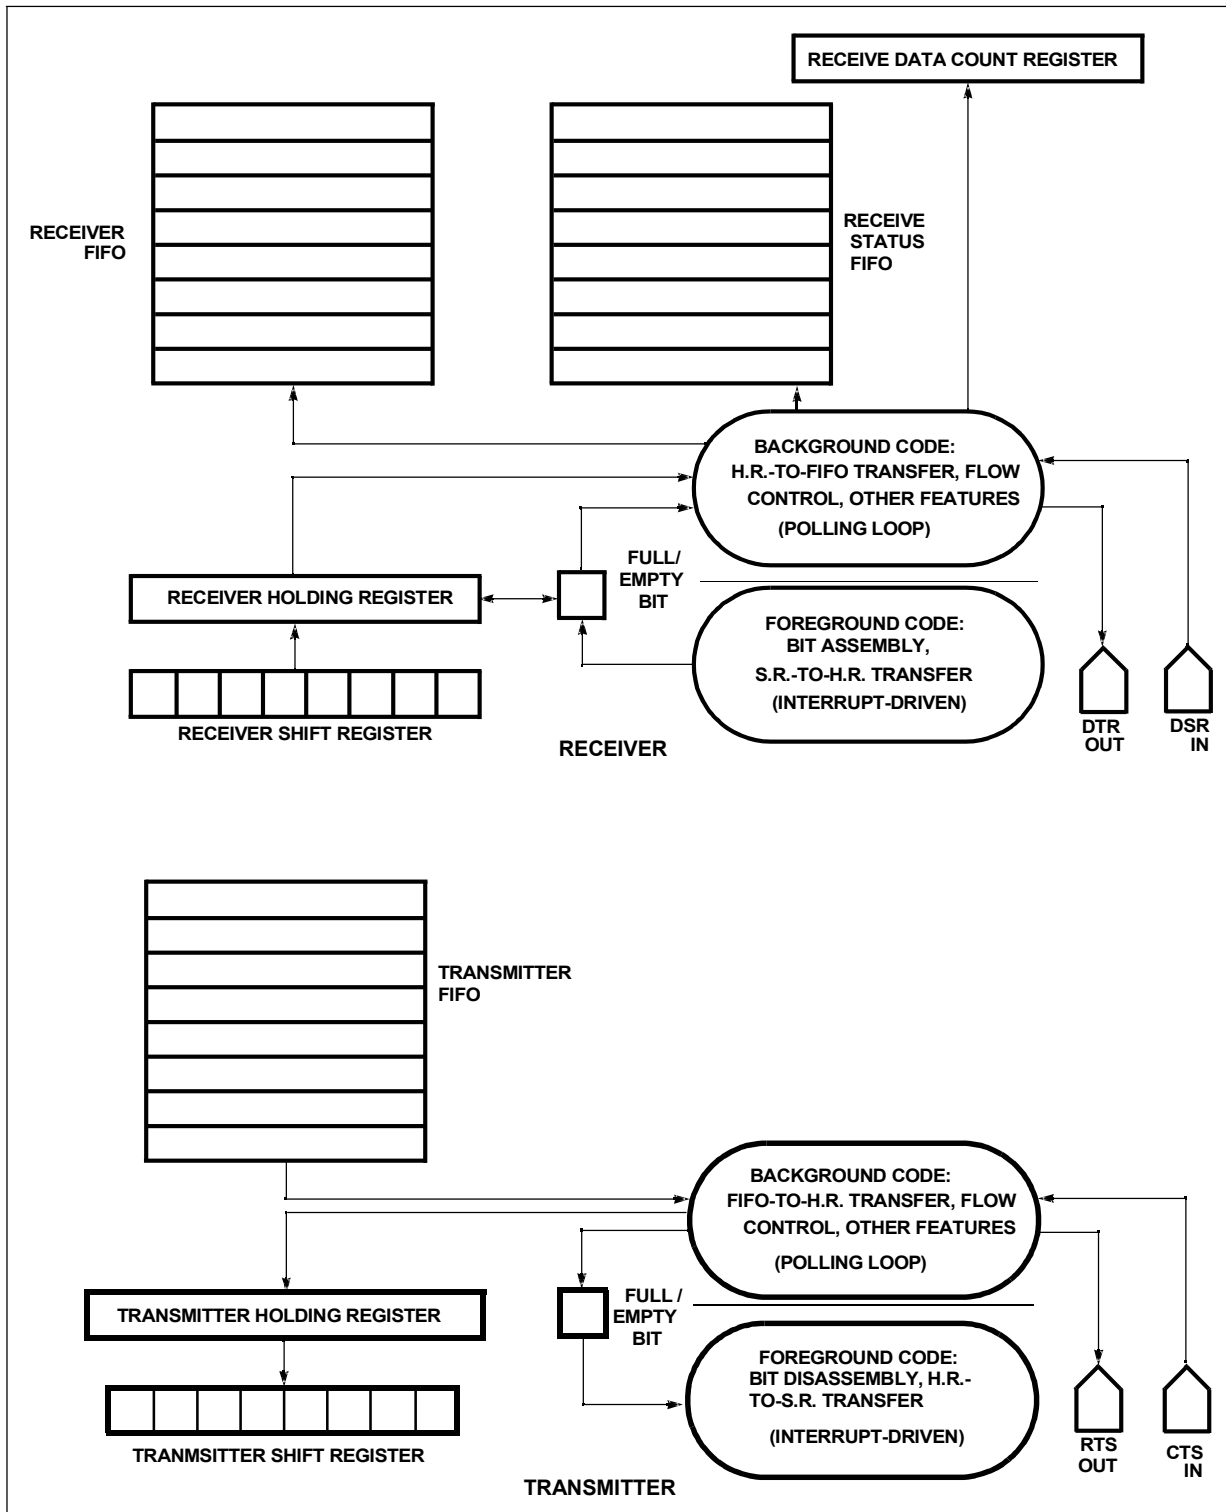 RECEIVE DATA COUNT REGISTER
RECEIVER
FIFO
RECEIVE
STATUS
FIFO
BACKGROUND CODE:
H.R.-TO-FIFO TRANSFER, FLOW
CONTROL, OTHER FEATURES
(POLLING LOOP)
FULL/
EMPTY
BIT
RECEIVER HOLDING REGISTER
FOREGROUND CODE:
BIT ASSEMBLY,
S.R.-TO-H.R. TRANSFER
(INTERRUPT-DRIVEN)
RECEIVER SHIFT REGISTER
DTR
OUT
DSR
IN
RECEIVER
TRANSMITTER
FIFO
BACKGROUND CODE:
FIFO-TO-H.R. TRANSFER, FLOW
CONTROL, OTHER FEATURES
(POLLING LOOP)
FULL /
EMPTY
BIT
TRANSMITTER HOLDING REGISTER
FOREGROUND CODE:
BIT DISASSEMBLY, H.R.-
TO-S.R. TRANSFER
(INTERRUPT-DRIVEN)
TRANMSITTER SHIFT REGISTER
RTS
OUT
CTS
IN
TRANSMITTER